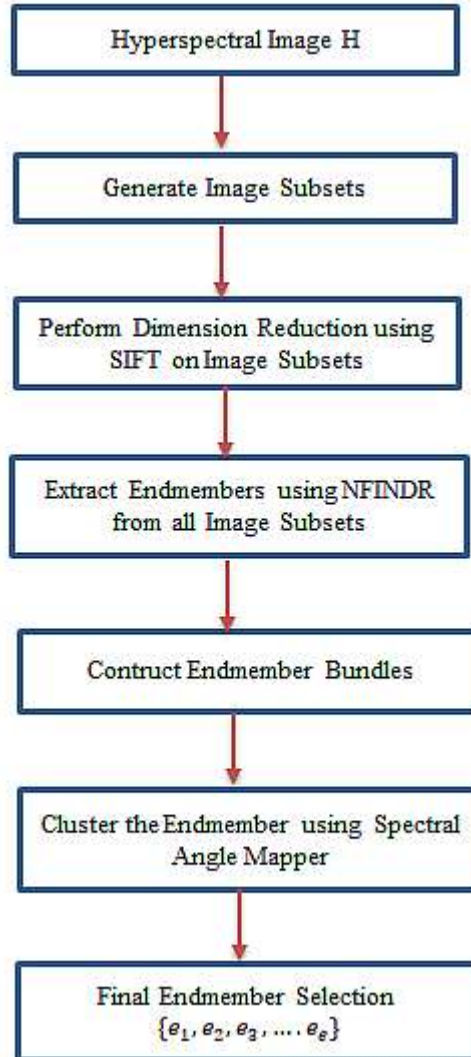 Hyperspectral Image H
Generate Image Subsets
Perform Dimension Reduction using
SIFT on Image Subsets
Extract Endmembers using NFINDR
from all Image Subsets
Contruct Endmember Bundles
Cluster the Endmember using Spectral
Angle Mapper
Final Endmember Selection
{e₁, e₂, e₃, .... eₑ}